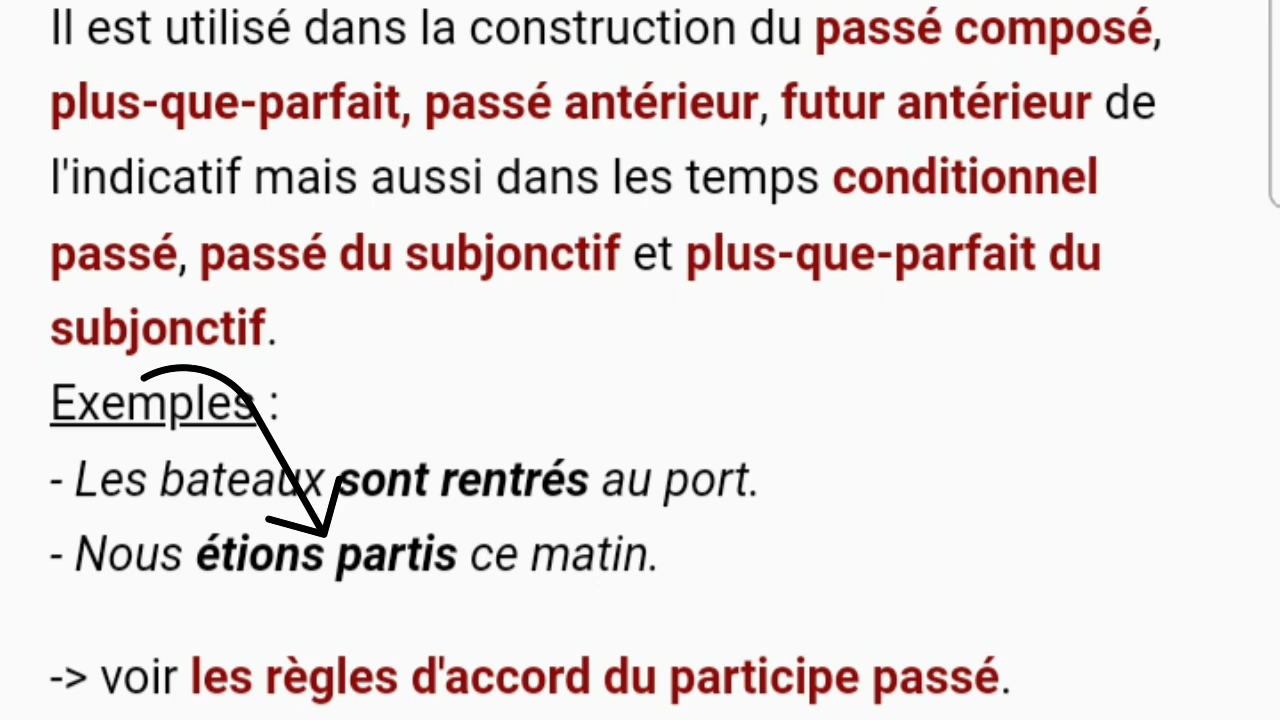 Il est utilisé dans la construction du passé composé,
plus-que-parfait, passé antérieur, futur antérieur de
l'indicatif mais aussi dans les temps conditionnel
passé, passé du subjonctif et plus-que-parfait du
subjonctif.
Exemples :
- Les bateaux sont rentrés au port.
- Nous étions partis ce matin.
-> voir les règles d'accord du participe passé.